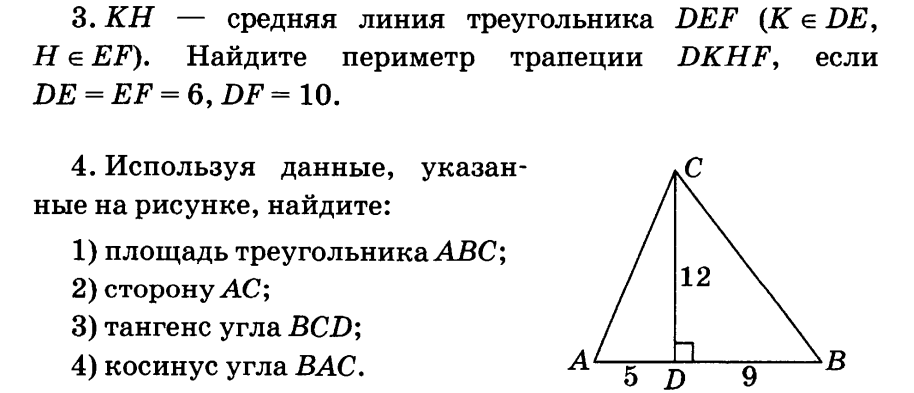 3. KH — средняя линия треугольника DEF (K ∈ DE,
H ∈ EF). Найдите периметр трапеции DKHF, если
DE = EF = 6, DF = 10.
4. Используя данные, указан-
ные на рисунке, найдите:
1) площадь треугольника ABC;
2) сторону AC;
3) тангенс угла BCD;
4) косинус угла BAC.
C
12
A
B
5
D
9